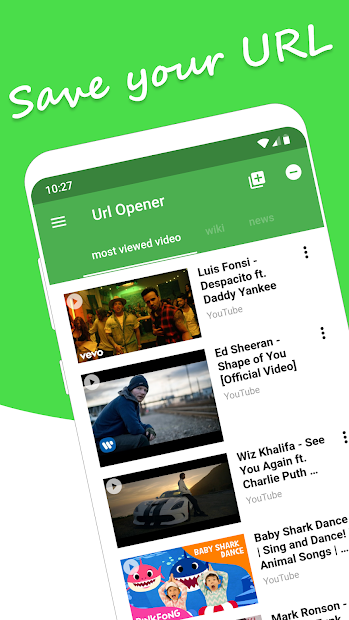 Save your URL
10:27
Url Opener
most viewed video
wiki
news
Luis Fonsi -
Despacito ft.
Daddy Yankee
YouTube
vevo
Ed Sheeran -
Shape of You
[Official Video]
YouTube
Wiz Khalifa - See
You Again ft.
Charlie Puth ...
YouTube
Baby Shark Dance
| Sing and Dance!
Animal Songs | ...
YouTube
BABY SHARK
DANCE
PINKFONG
Mark Ronson -